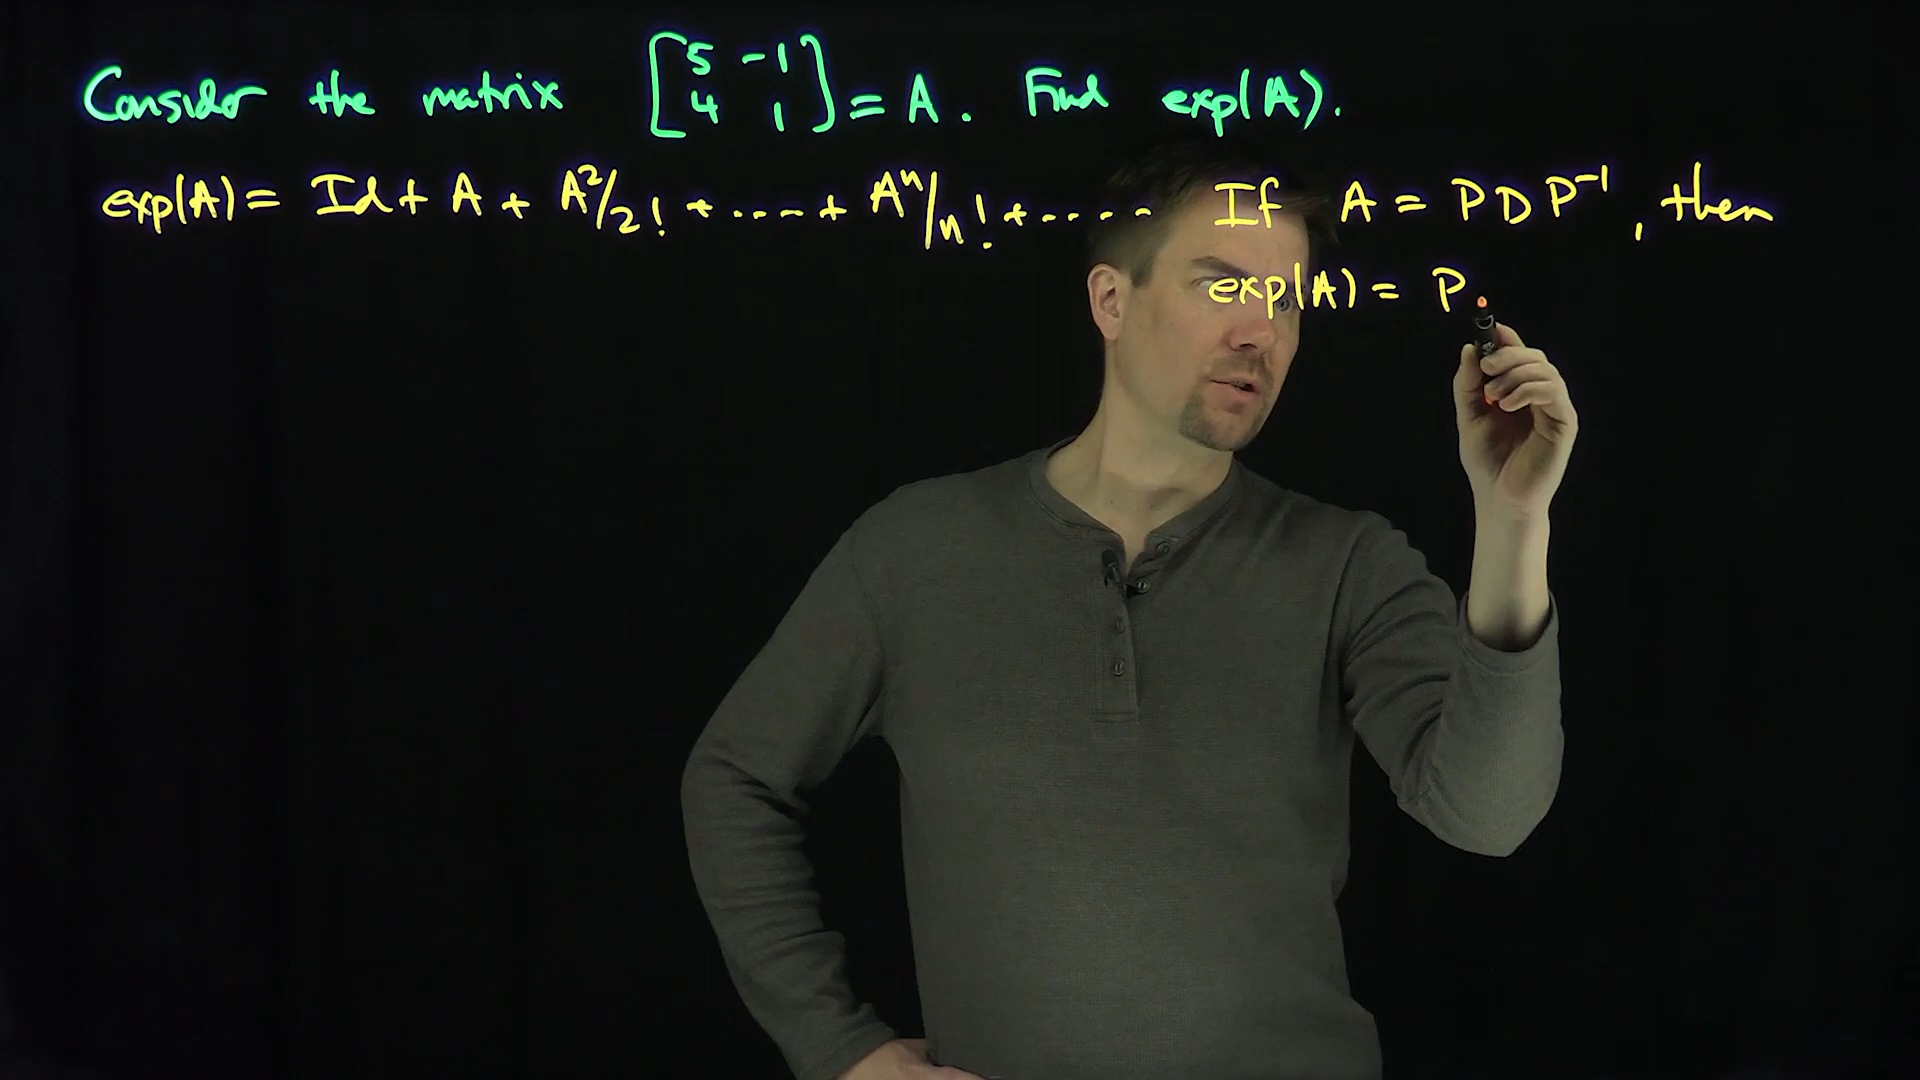 Consider the matrix [5 -1 4 1] = A. Find exp(A).
exp(A) = Id + A + A²/2! + ---- + Aⁿ/n! + ---- If A = PDP⁻¹, then
exp(A) = P